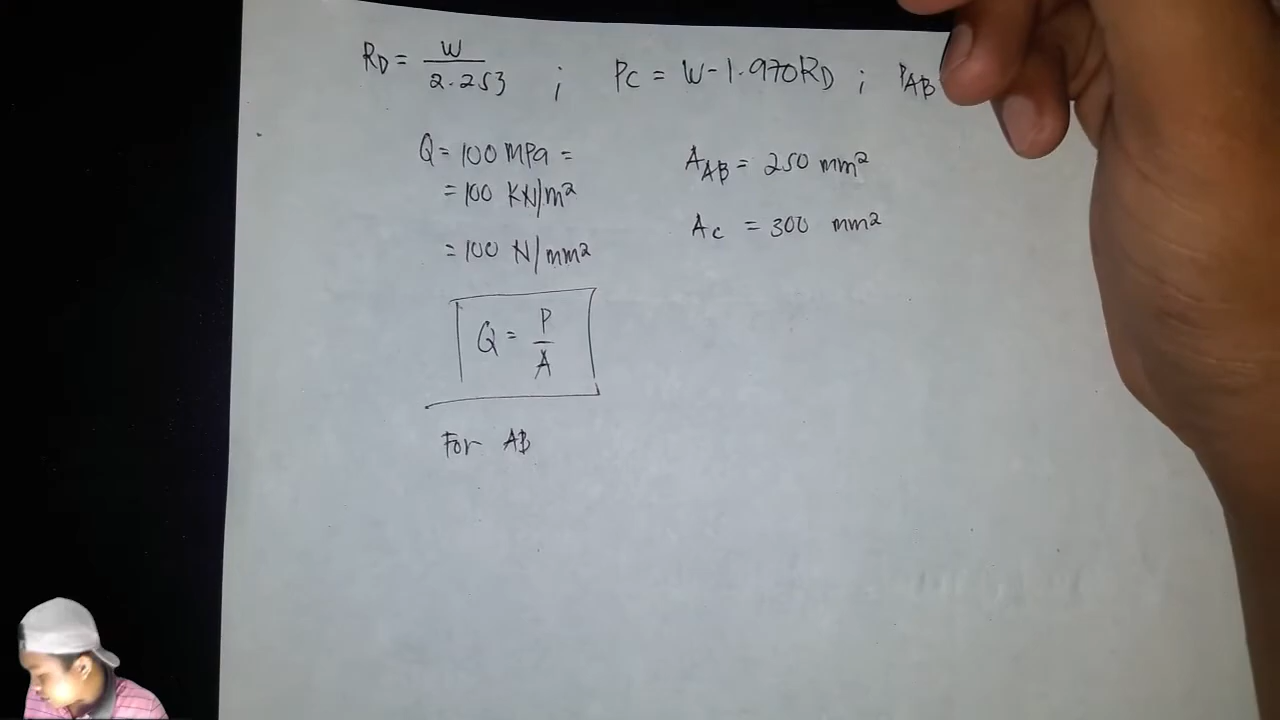 RD = W/2.253 ; PC = W-1.970RD ; PAB
Q = 100 MPa =
= 100 KN/m²
= 100 N/mm²
AAB = 250 mm²
AC = 300 mm²
Q = P/A
For AB